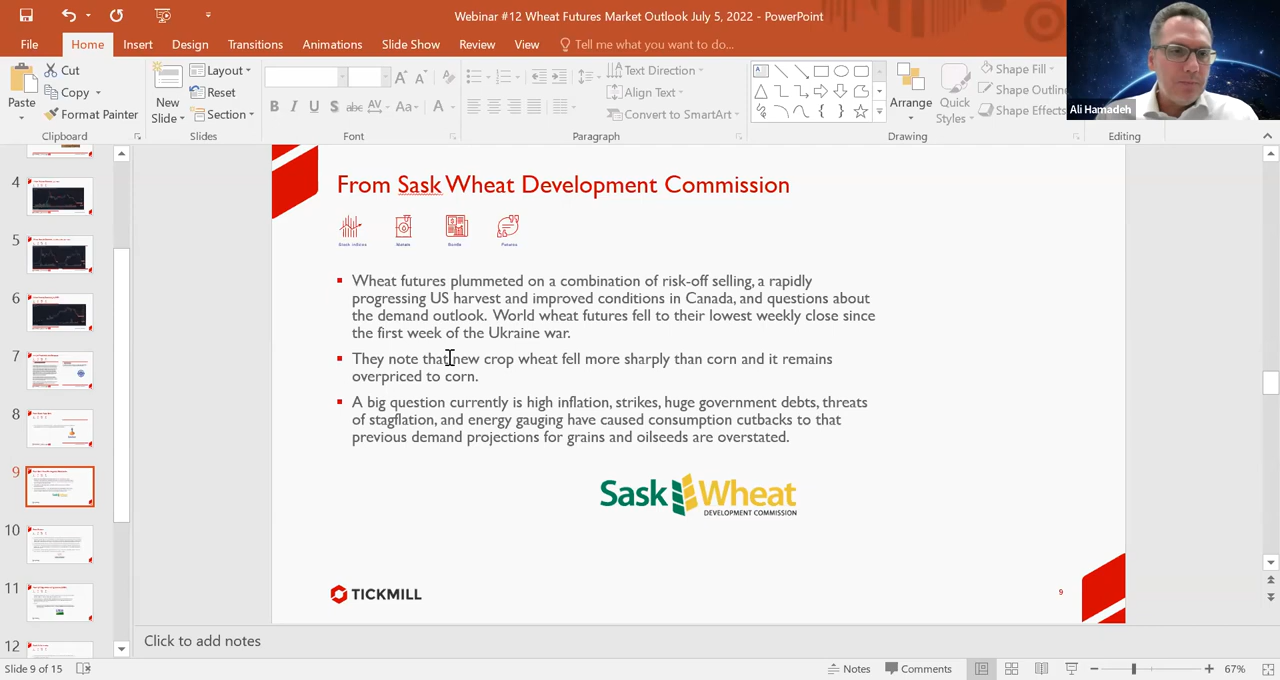 Webinar #12 Wheat Futures Market Outlook July 5, 2022 - PowerPoint
File Home Insert Design Transitions Animations Slide Show Review View Tell me what you want to do...
Paste
Cut
Copy
Format Painter
Clipboard
New Slide
Layout
Reset
Section
Slides
Font
Text Direction
Align Text
Convert to SmartArt
Paragraph
Arrange
Quick Styles
Shape Fill
Shape Outlin
Shape Effects
Drawing
Editing
Ali Hamadeh
4
5
6
7
8
9
10
11
12
From Sask Wheat Development Commission
Stock Indices
Bonds
Futures
Wheat futures plummeted on a combination of risk-off selling, a rapidly
progressing US harvest and improved conditions in Canada, and questions about
the demand outlook. World wheat futures fell to their lowest weekly close since
the first week of the Ukraine war.
They note that new crop wheat fell more sharply than corn and it remains
overpriced to corn.
A big question currently is high inflation, strikes, huge government debts, threats
of stagflation, and energy gauging have caused consumption cutbacks to that
previous demand projections for grains and oilseeds are overstated.
Sask Wheat
DEVELOPMENT COMMISSION
TICKMILL
9
Click to add notes
Slide 9 of 15 Notes Comments 67%